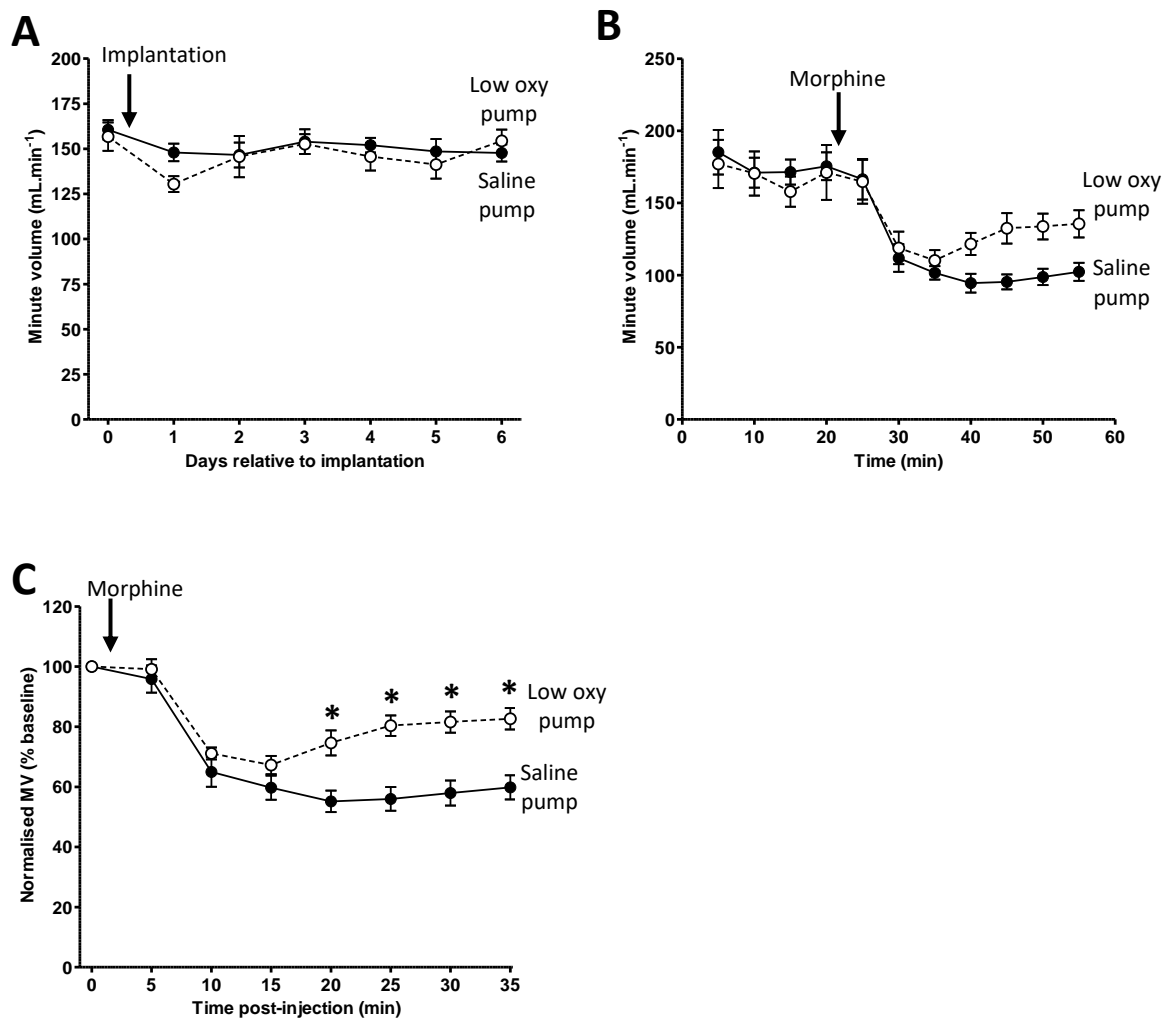 A
Implantation
200
175
150
125
100
75
50
25
0
Minute volume (mL.min⁻¹)
Low oxy
pump
Saline
pump
0 1 2 3 4 5 6
Days relative to implantation
B
Morphine
250
200
150
100
50
0
Minute volume (mL.min⁻¹)
Low oxy
pump
Saline
pump
0 10 20 30 40 50 60
Time (min)
C
Morphine
120
100
80
60
40
20
0
Normalised MV (% baseline)
* * * *
Low oxy
pump
Saline
pump
0 5 10 15 20 25 30 35
Time post-injection (min)